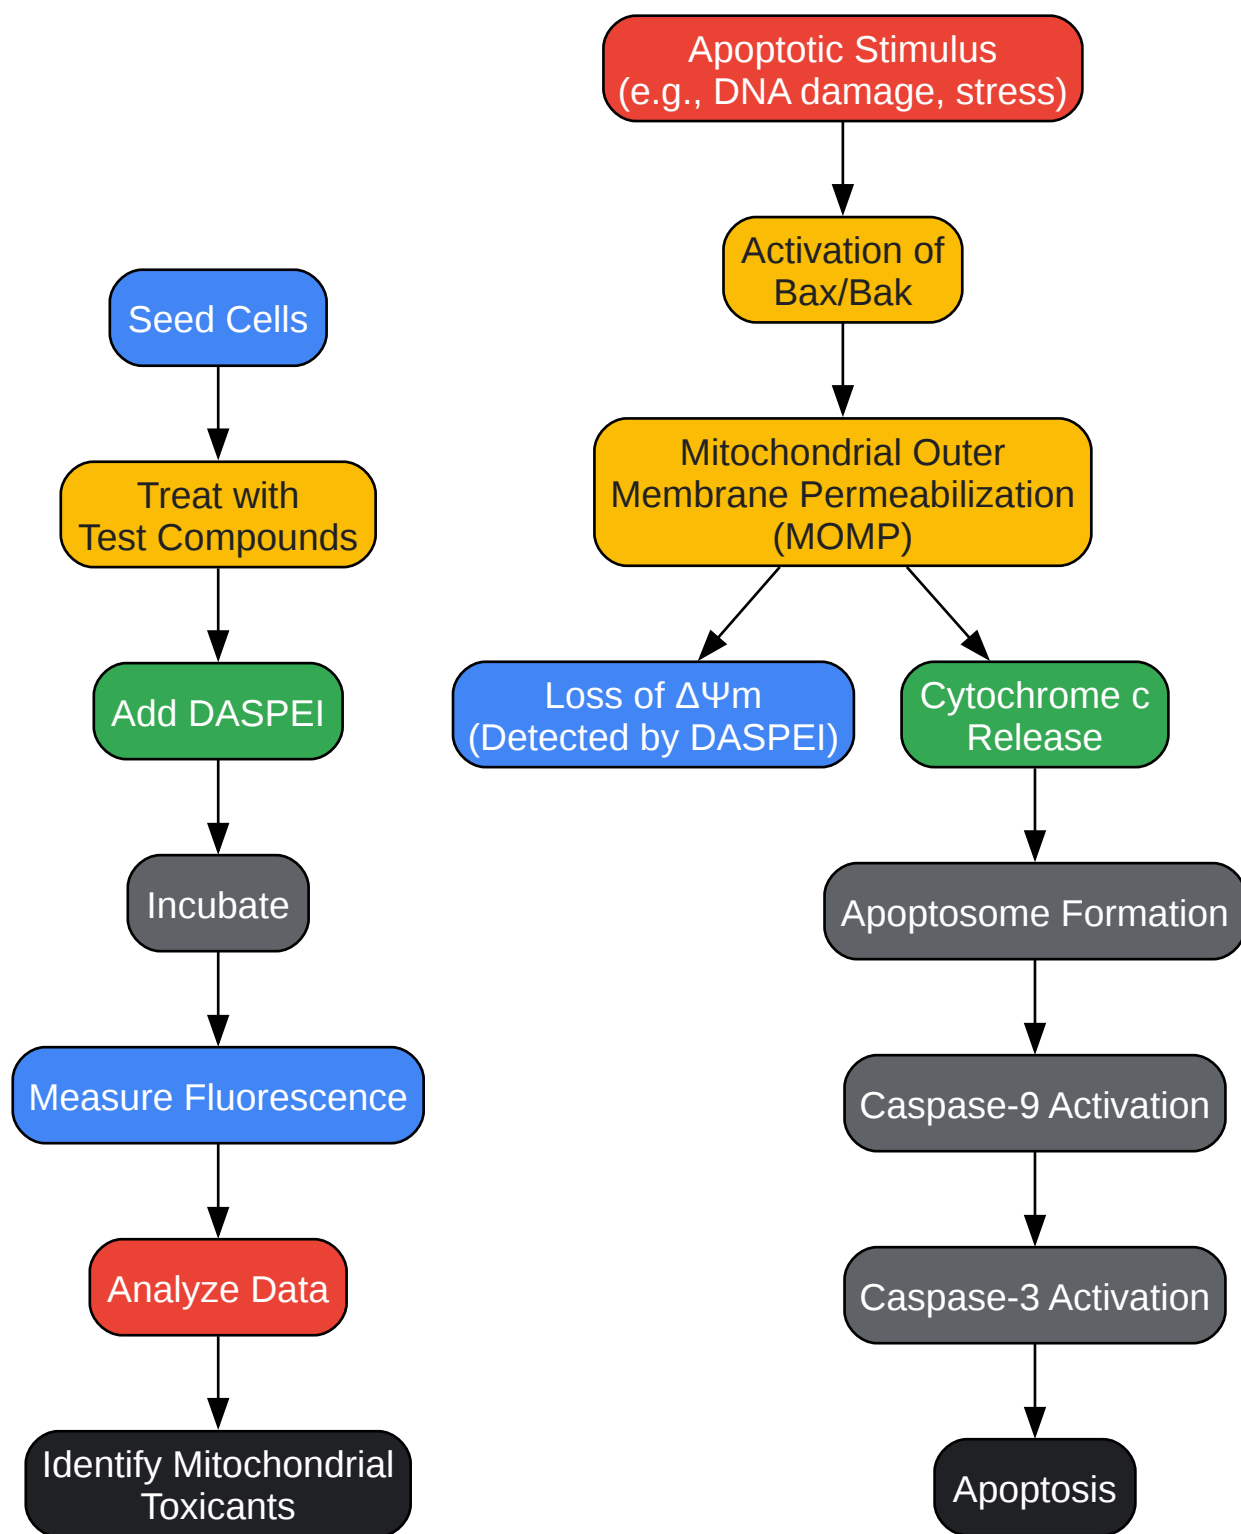 Seed Cells
Treat with
Test Compounds
Add DASPEI
Incubate
Measure Fluorescence
Analyze Data
Identify Mitochondrial
Toxicants
Apoptotic Stimulus
(e.g., DNA damage, stress)
Activation of
Bax/Bak
Mitochondrial Outer
Membrane Permeabilization
(MOMP)
Loss of ΔΨm
(Detected by DASPEI)
Cytochrome c
Release
Apoptosome Formation
Caspase-9 Activation
Caspase-3 Activation
Apoptosis